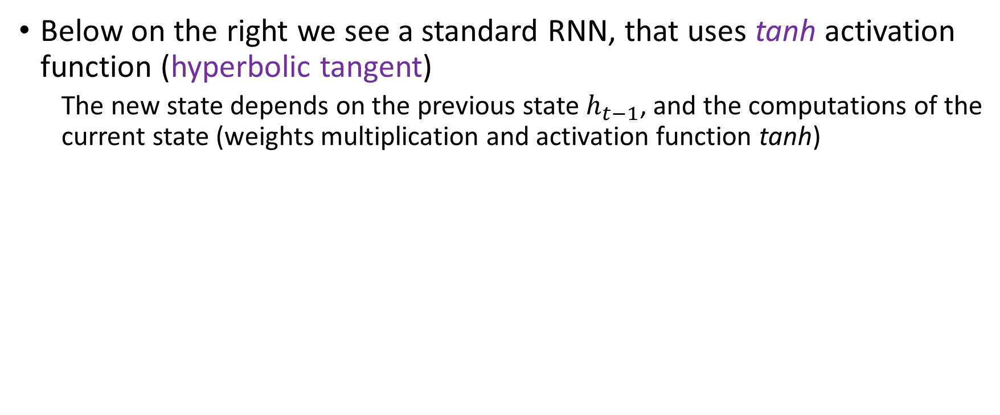 • Below on the right we see a standard RNN, that uses tanh activation
function (hyperbolic tangent)
The new state depends on the previous state h_{t−1}, and the computations of the
current state (weights multiplication and activation function tanh)